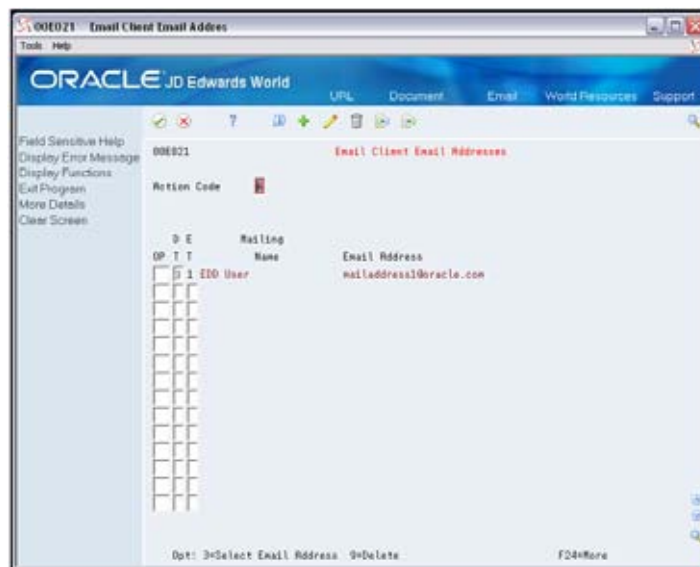 00E021 Email Client Email Addres
Tools Help
ORACLE JD Edwards World
URL Document Email World Resources Support
Field Sensitive Help
Display Error Message
Display Functions
Exit Program
More Details
Clear Screen
00E021 Email Client Email Addresses
Action Code
D E Mailing
OP T T Name Email Address
3 1 EDD User mailaddress1@oracle.com
Opt: 3=Select Email Address 9=Delete F24=More